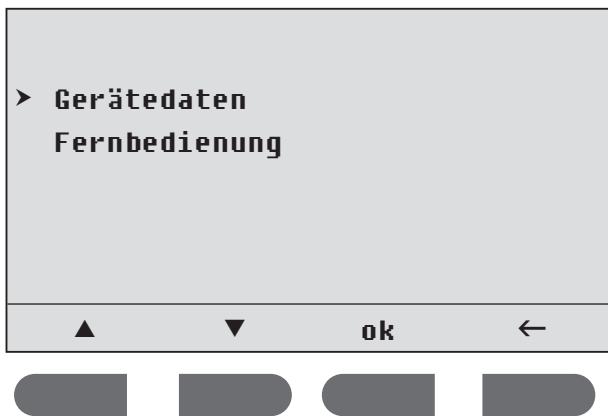 ➤ Gerätedaten
Fernbedienung
▲ ▼ ok ←